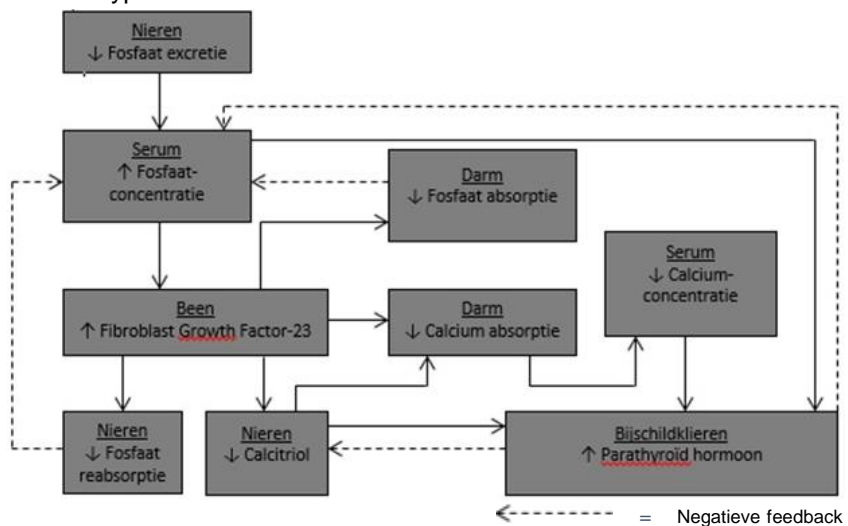 Nieren
↓ Fosfaat excretie
Serum
↑ Fosfaat-
concentratie
Darm
↓ Fosfaat absorptie
Serum
↓ Calcium-
concentratie
Been
↑ Fibroblast Growth Factor-23
Darm
↓ Calcium absorptie
Nieren
↓ Fosfaat
reabsorptie
Nieren
↓ Calcitriol
Bijschildklieren
↑ Parathyroïd hormoon
= Negatieve feedback